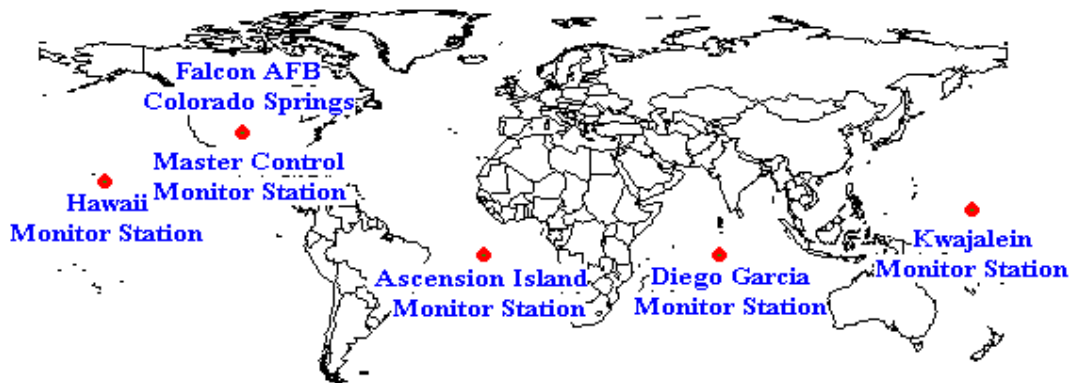 Falcon AFB
Colorado Springs
Master Control
Monitor Station
Hawaii
Monitor Station
Ascension Island
Monitor Station
Diego Garcia
Monitor Station
Kwajalein
Monitor Station